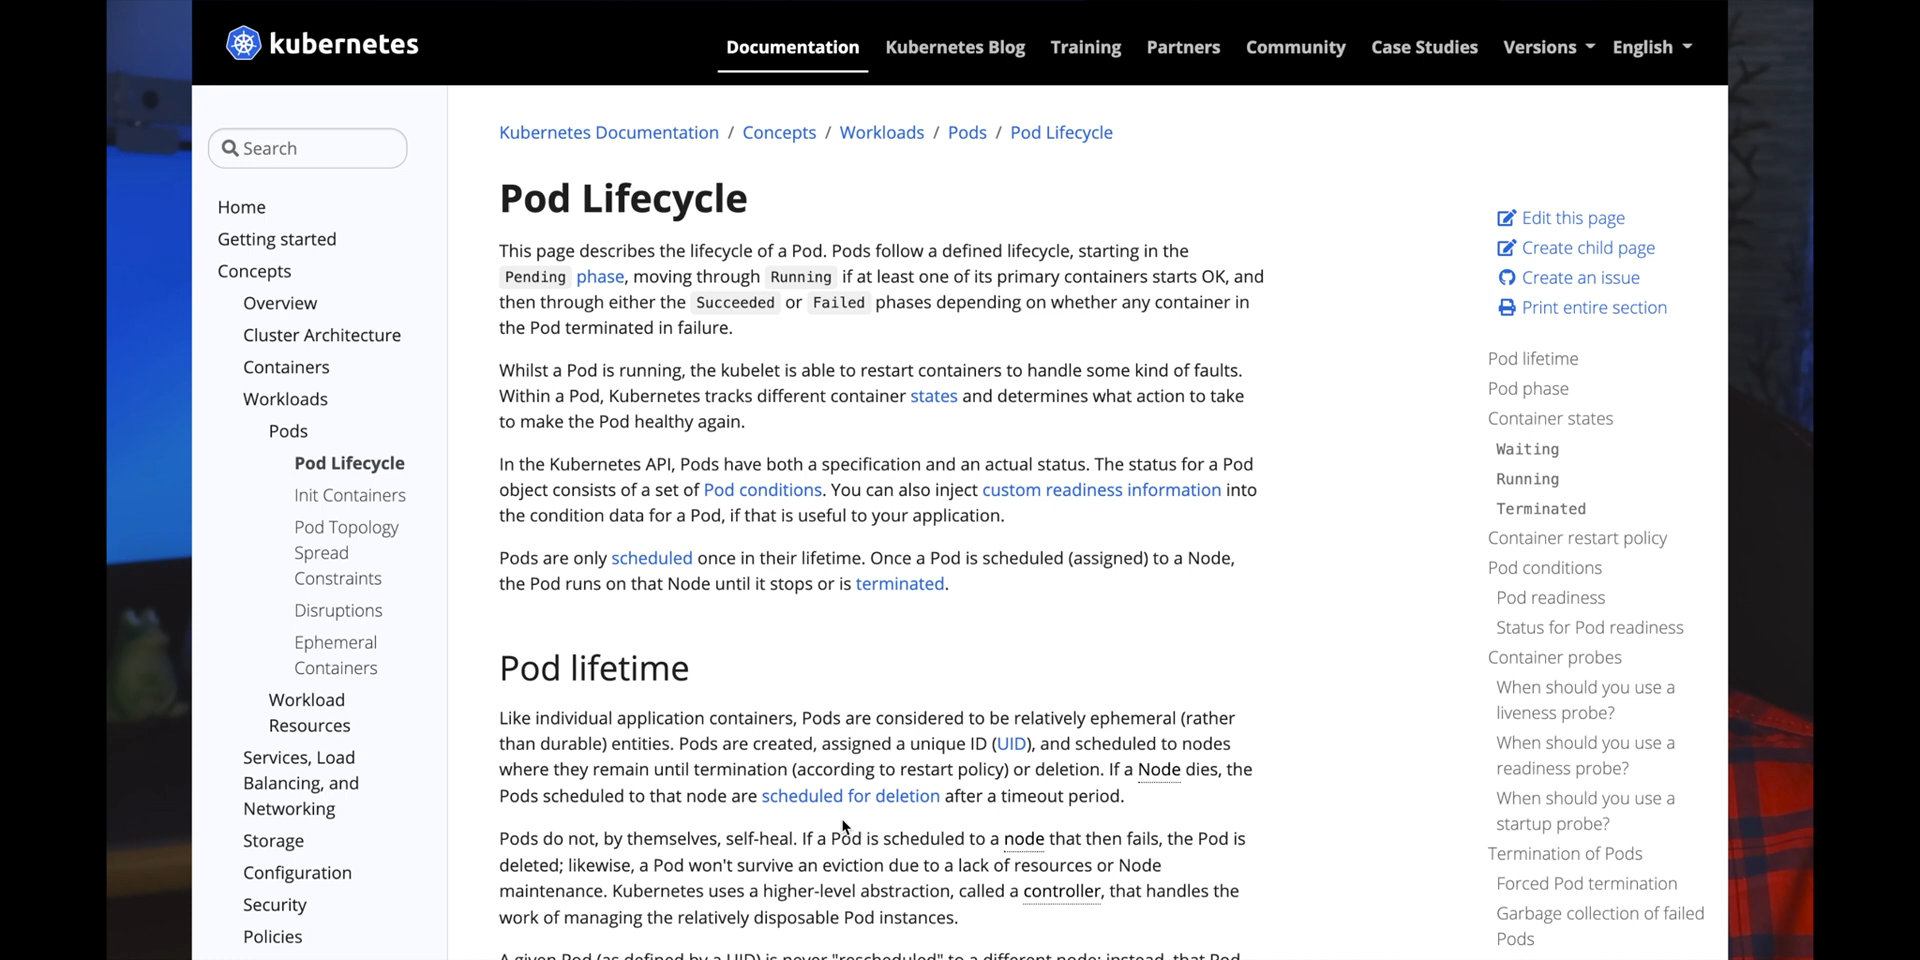 kubernetes
Documentation
Kubernetes Blog
Training
Partners
Community
Case Studies
Versions
English
Search
Home
Getting started
Concepts
Overview
Cluster Architecture
Containers
Workloads
Pods
Pod Lifecycle
Init Containers
Pod Topology
Spread
Constraints
Disruptions
Ephemeral
Containers
Workload
Resources
Services, Load
Balancing, and
Networking
Storage
Configuration
Security
Policies
Kubernetes Documentation / Concepts / Workloads / Pods / Pod Lifecycle
Pod Lifecycle
This page describes the lifecycle of a Pod. Pods follow a defined lifecycle, starting in the
Pending phase, moving through Running if at least one of its primary containers starts OK, and
then through either the Succeeded or Failed phases depending on whether any container in
the Pod terminated in failure.
Whilst a Pod is running, the kubelet is able to restart containers to handle some kind of faults.
Within a Pod, Kubernetes tracks different container states and determines what action to take
to make the Pod healthy again.
In the Kubernetes API, Pods have both a specification and an actual status. The status for a Pod
object consists of a set of Pod conditions. You can also inject custom readiness information into
the condition data for a Pod, if that is useful to your application.
Pods are only scheduled once in their lifetime. Once a Pod is scheduled (assigned) to a Node,
the Pod runs on that Node until it stops or is terminated.
Pod lifetime
Like individual application containers, Pods are considered to be relatively ephemeral (rather
than durable) entities. Pods are created, assigned a unique ID (UID), and scheduled to nodes
where they remain until termination (according to restart policy) or deletion. If a Node dies, the
Pods scheduled to that node are scheduled for deletion after a timeout period.
Pods do not, by themselves, self-heal. If a Pod is scheduled to a node that then fails, the Pod is
deleted; likewise, a Pod won't survive an eviction due to a lack of resources or Node
maintenance. Kubernetes uses a higher-level abstraction, called a controller, that handles the
work of managing the relatively disposable Pod instances.
A given Pod (as defined by a UID) is never "rescheduled" to a different node; instead, that Pod
Edit this page
Create child page
Create an issue
Print entire section
Pod lifetime
Pod phase
Container states
Waiting
Running
Terminated
Container restart policy
Pod conditions
Pod readiness
Status for Pod readiness
Container probes
When should you use a
liveness probe?
When should you use a
readiness probe?
When should you use a
startup probe?
Termination of Pods
Forced Pod termination
Garbage collection of failed
Pods